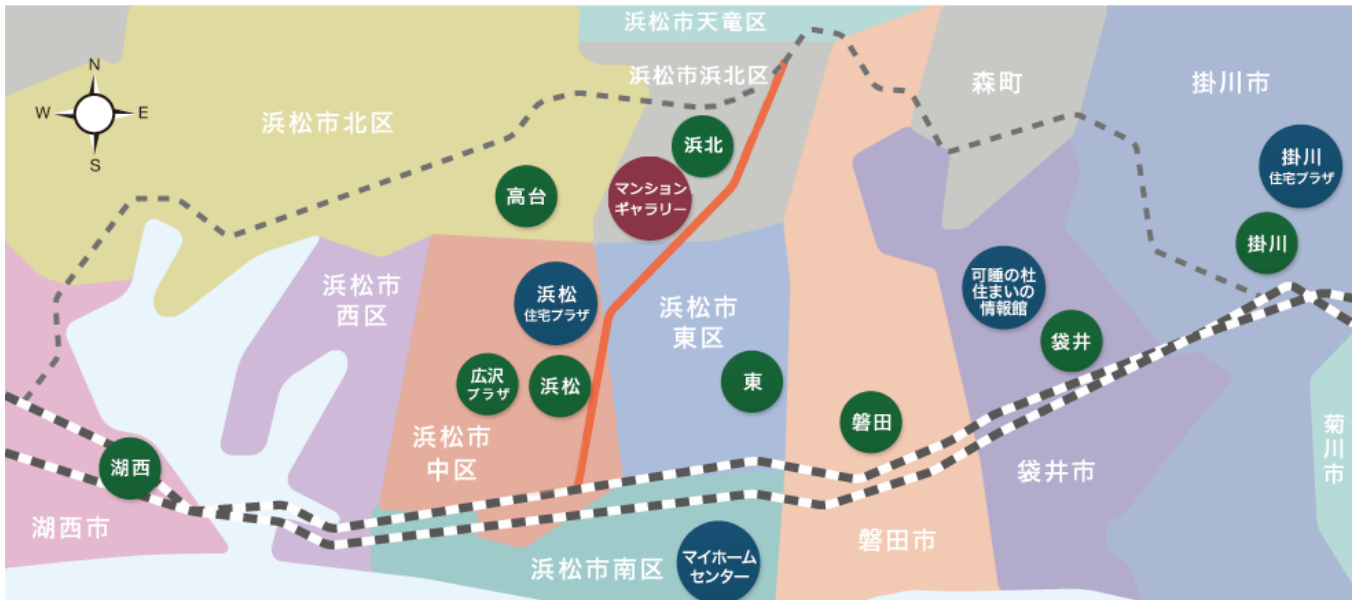 浜松市天竜区
浜松市浜北区
森町
掛川市
N
W
E
S
浜松市北区
浜北
掛川
住宅プラザ
高台
マンション
ギャラリー
掛川
浜松市
西区
浜松
住宅プラザ
浜松市
東区
可睡の杜
住まいの
情報館
袋井
広沢
プラザ
浜松
東
磐田
菊川市
浜松市
中区
湖西
袋井市
湖西市
磐田市
浜松市南区
マイホーム
センター